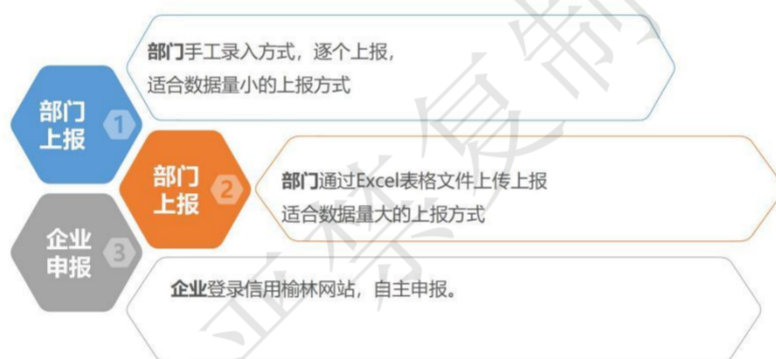 部门手工录入方式，逐个上报，
适合数据量小的上报方式
部门
上报
1
部门
上报
2
部门通过Excel表格文件上传上报
适合数据量大的上报方式
企业
申报
3
企业登录信用榆林网站，自主申报。
严禁复制